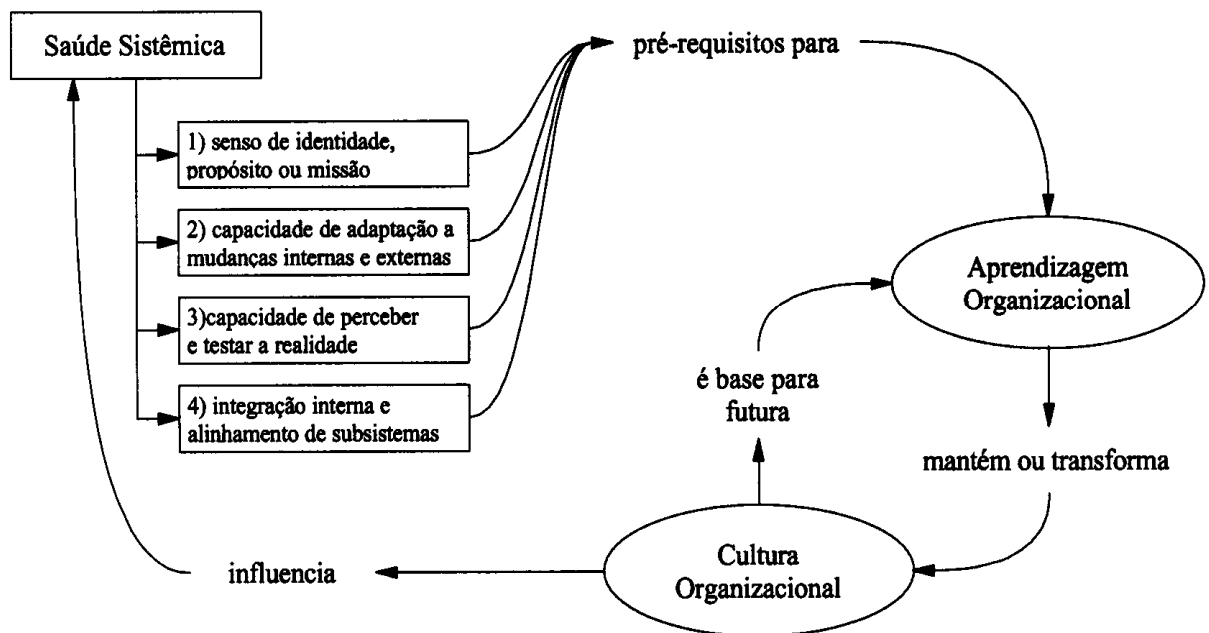 Saúde Sistêmica
pré-requisitos para
1) senso de identidade,
propósito ou missão
2) capacidade de adaptação a
mudanças internas e externas
3)capacidade de perceber
e testar a realidade
4) integração interna e
alinhamento de subsistemas
Aprendizagem
Organizacional
é base para
futura
mantém ou transforma
Cultura
Organizacional
influencia